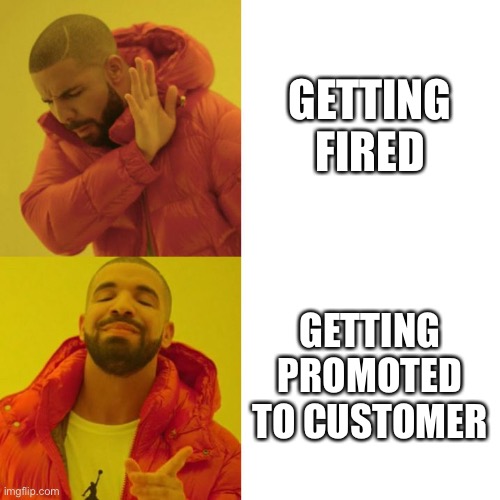 GETTING
FIRED
GETTING
PROMOTED
TO CUSTOMER
imgflip.com